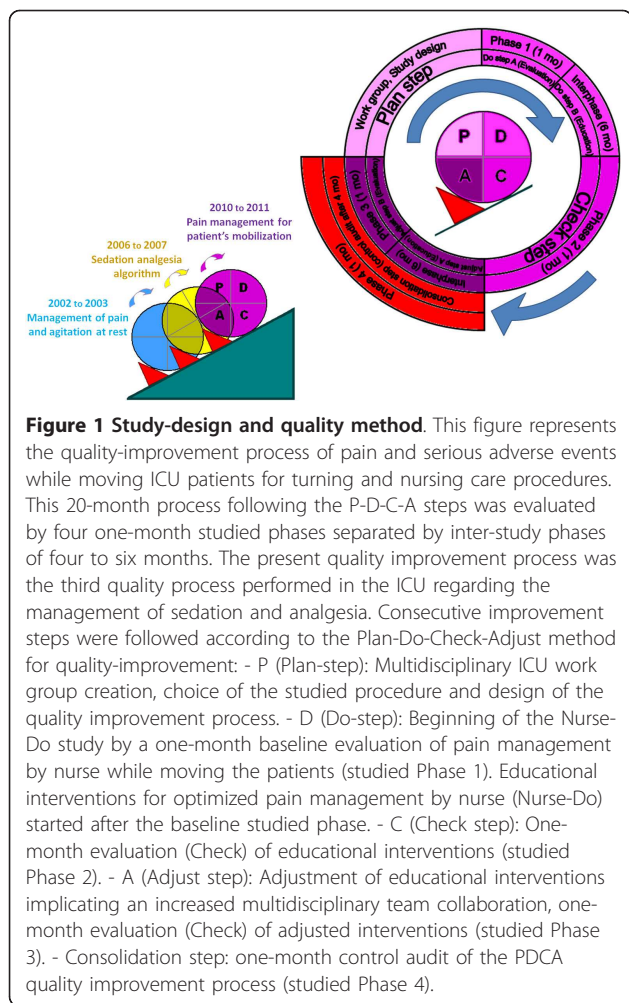 Work group, Study design
Plan step
Phase 1 (1 mo)
Do step A (Evaluation)
Interphase (6 mo)
Do step B (Education)
Phase 2 (1 mo)
Check step
Adjust step A (Education)
Interphase (6 mo)
Phase 3 (1 mo)
Consolidation step (control audit after 4 mo)
Phase 4 (1 mo)
P D
A C
2010 to 2011
Pain management for
patient's mobilization
2006 to 2007
Sedation analgesia
algorithm
2002 to 2003
Management of pain
and agitation at rest
P D
A C
Figure 1 Study-design and quality method. This figure represents
the quality-improvement process of pain and serious adverse events
while moving ICU patients for turning and nursing care procedures.
This 20-month process following the P-D-C-A steps was evaluated
by four one-month studied phases separated by inter-study phases
of four to six months. The present quality improvement process was
the third quality process performed in the ICU regarding the
management of sedation and analgesia. Consecutive improvement
steps were followed according to the Plan-Do-Check-Adjust method
for quality-improvement: - P (Plan-step): Multidisciplinary ICU work
group creation, choice of the studied procedure and design of the
quality improvement process. - D (Do-step): Beginning of the Nurse-
Do study by a one-month baseline evaluation of pain management
by nurse while moving the patients (studied Phase 1). Educational
interventions for optimized pain management by nurse (Nurse-Do)
started after the baseline studied phase. - C (Check step): One-
month evaluation (Check) of educational interventions (studied
Phase 2). - A (Adjust step): Adjustment of educational interventions
implicating an increased multidisciplinary team collaboration, one-
month evaluation (Check) of adjusted interventions (studied Phase
3). - Consolidation step: one-month control audit of the PDCA
quality improvement process (studied Phase 4).